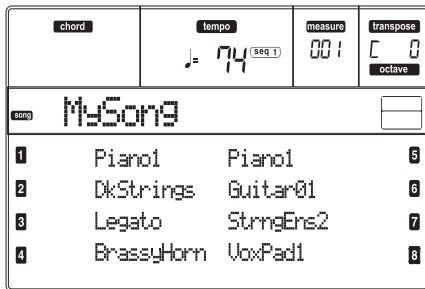 chord tempo measure transpose
♩= 74 seq 1 001 C 0
octave
song MySong
1 Piano1 Piano1 5
2 DkStrings Guitar01 6
3 Legato StrngEns2 7
4 BrassyHorn VoxPad1 8